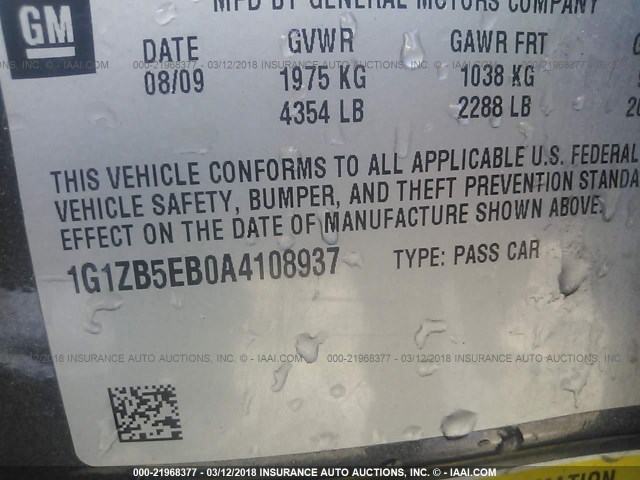 GM
MFD BY GENERAL MOTORS COMPANY
DATE GVWR GAWR FRT
08/09 1975 KG 1038 KG
4354 LB 2288 LB
THIS VEHICLE CONFORMS TO ALL APPLICABLE U.S. FEDERAL
VEHICLE SAFETY, BUMPER, AND THEFT PREVENTION STANDA
EFFECT ON THE DATE OF MANUFACTURE SHOWN ABOVE.
1G1ZB5EB0A4108937 TYPE: PASS CAR
000-21968377 - 03/12/2018 INSURANCE AUTO AUCTIONS, INC. - IAAI.COM